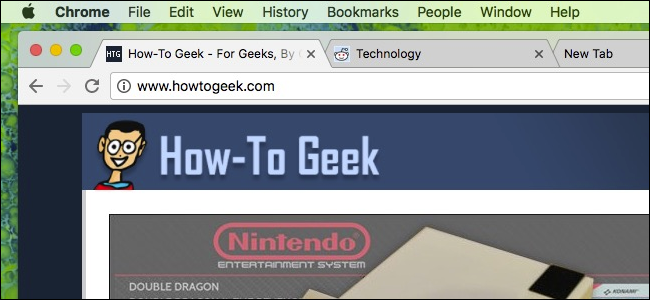 Chrome File Edit View History Bookmarks People Window Help
HTG How-To Geek - For Geeks, By G Technology New Tab
www.howtogeek.com
How-To Geek
Nintendo
ENTERTAINMENT SYSTEM
DOUBLE DRAGON
KONAMI